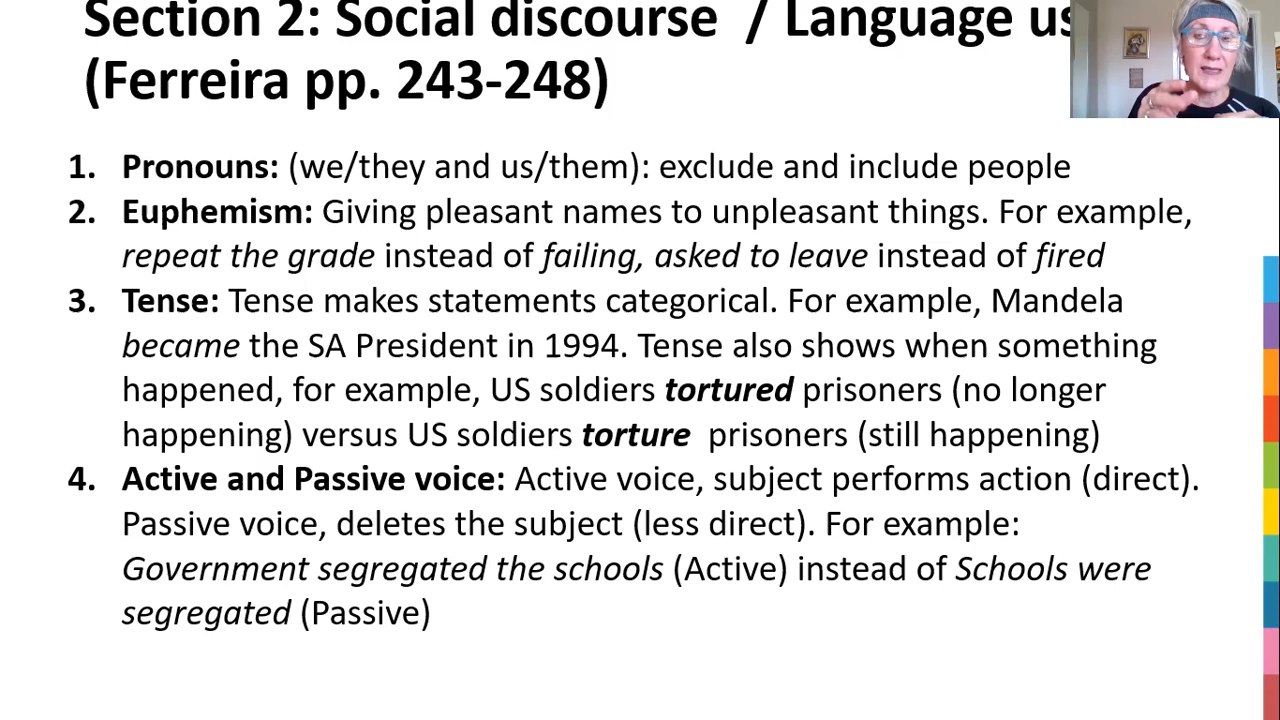 Section 2: Social discourse / Language
(Ferreira pp. 243-248)
1. Pronouns: (we/they and us/them): exclude and include people
2. Euphemism: Giving pleasant names to unpleasant things. For example,
repeat the grade instead of failing, asked to leave instead of fired
3. Tense: Tense makes statements categorical. For example, Mandela
became the SA President in 1994. Tense also shows when something
happened, for example, US soldiers tortured prisoners (no longer
happening) versus US soldiers torture prisoners (still happening)
4. Active and Passive voice: Active voice, subject performs action (direct).
Passive voice, deletes the subject (less direct). For example:
Government segregated the schools (Active) instead of Schools were
segregated (Passive)